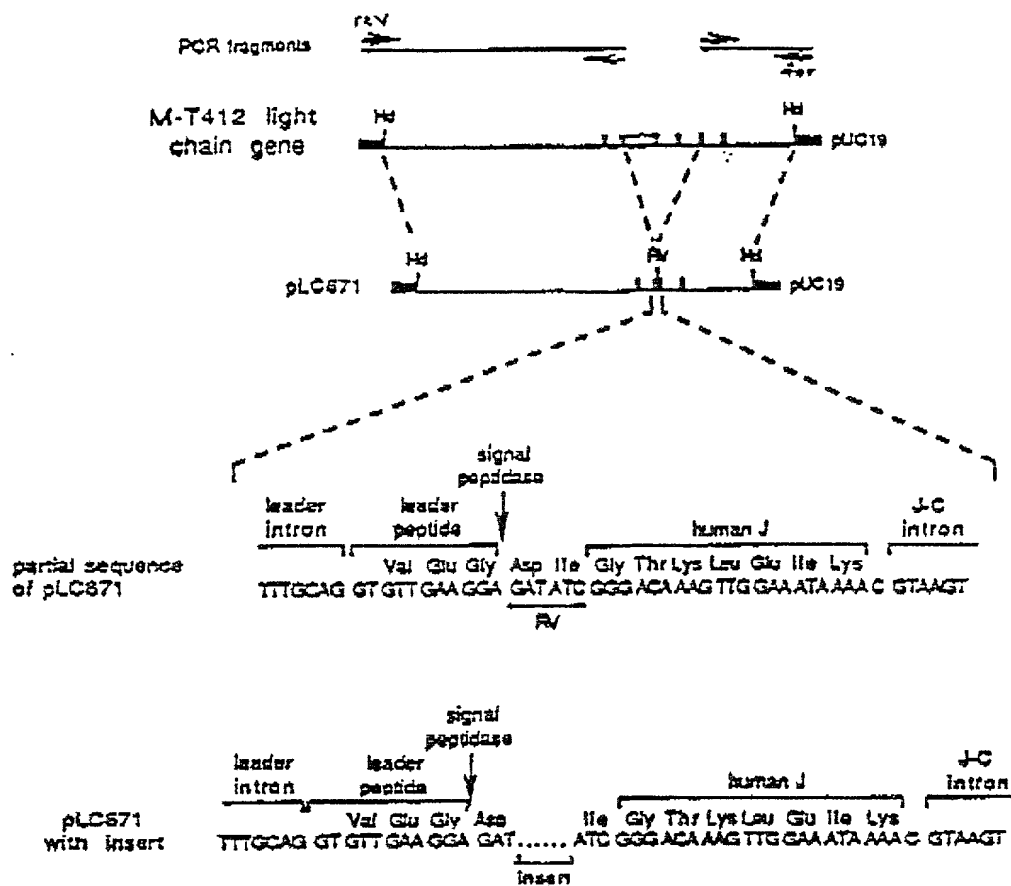 PCR fragments
M-T412 light
chain gene
Hd
Hd
pUC19
Hd
RV
Hd
pLC671
pUC19
signal
peptidase
leader
intron
leader
peptide
human J
J-C
intron
partial sequence
of pLC671
Val Glu Gly Asp Ile Gly Thr Lys Leu Glu Ile Lys
TTTGCAG GT GTT GAA GGA GAT ATC GGG ACA AAG TTG GAA ATA AAA C GTAAGT
RV
signal
peptidase
leader
intron
leader
peptide
human J
J-C
intron
pLC671
with insert
Val Glu Gly Asp Ile Gly Thr Lys Leu Glu Ile Lys
TTTGCAG GT GTT GAA GGA GAT......ATC GGG ACA AAG TTG GAA ATA AAA C GTAAGT
insert